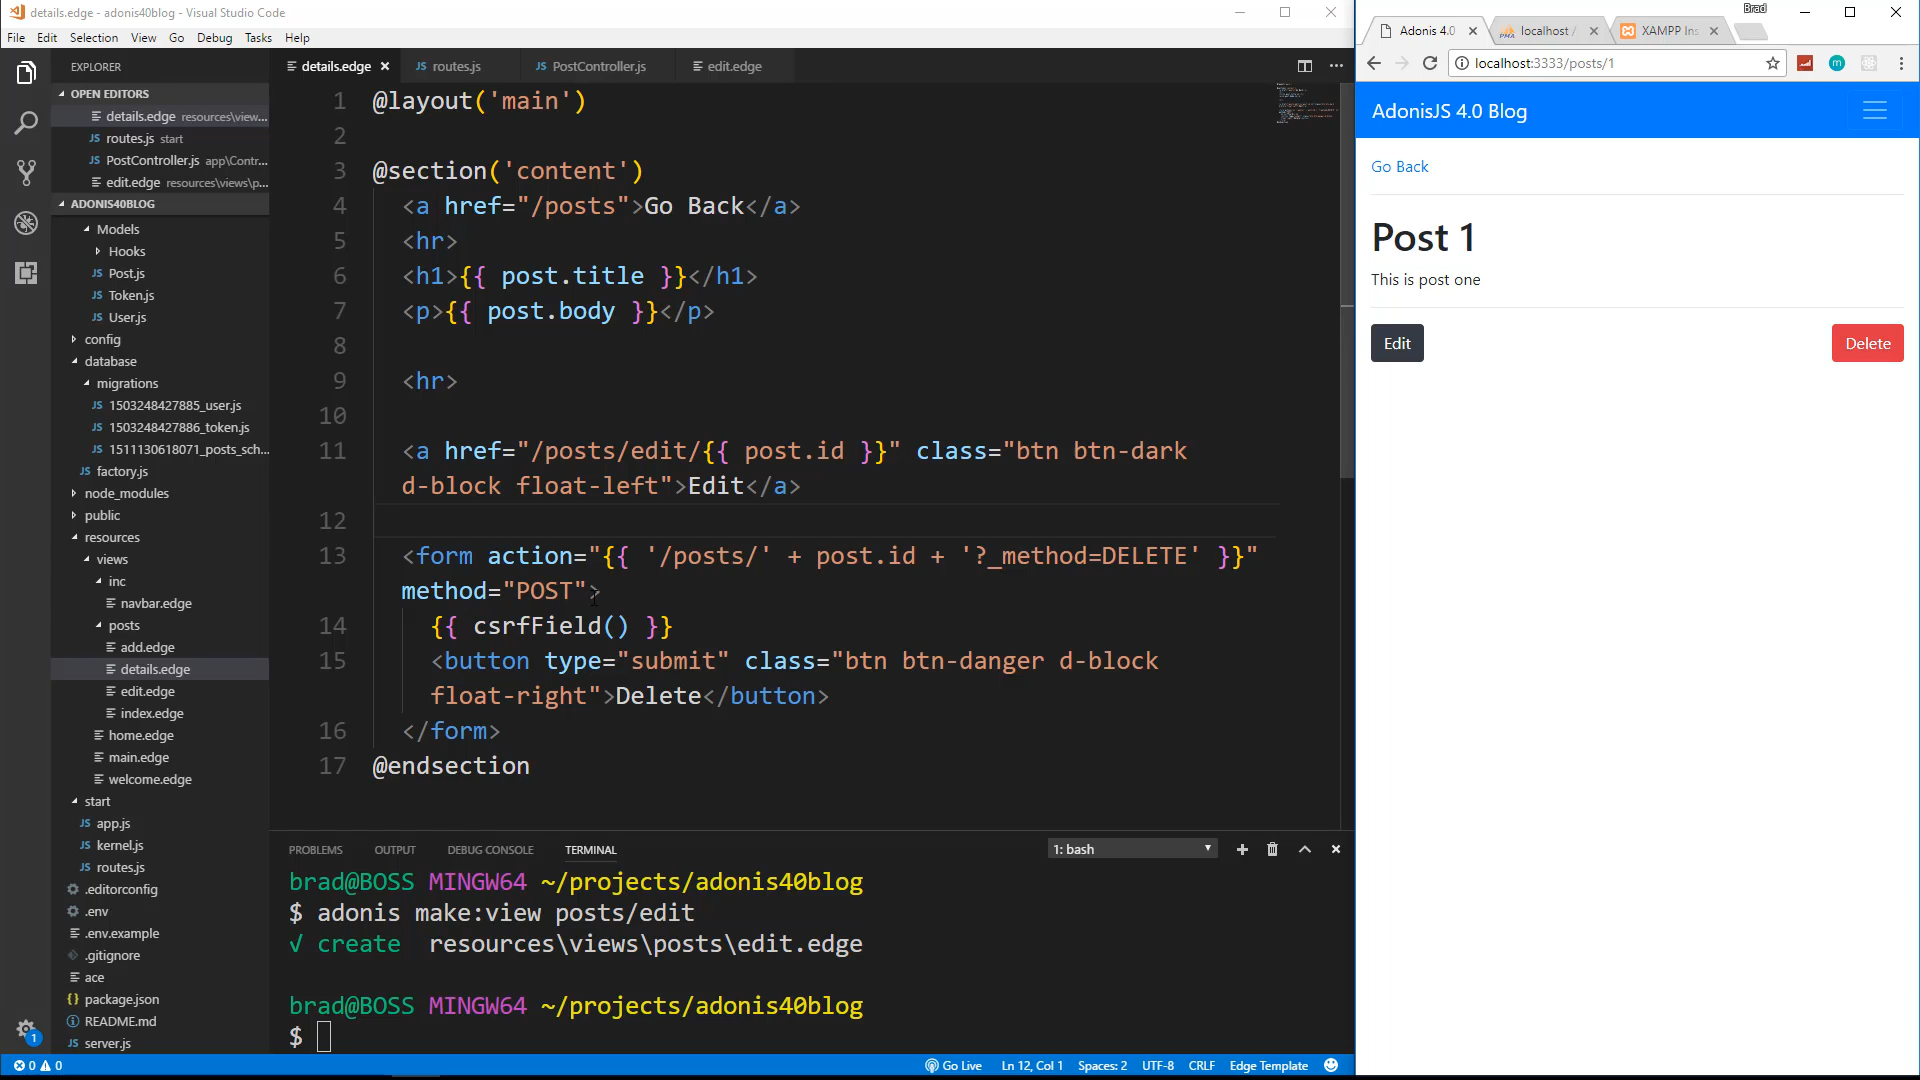 details.edge - adonis40blog - Visual Studio Code
File Edit Selection View Go Debug Tasks Help
EXPLORER
OPEN EDITORS
details.edge resources\view...
routes.js start
PostController.js app\Contr...
edit.edge resources\views\p...
ADONIS40BLOG
Models
Hooks
Post.js
Token.js
User.js
config
database
migrations
1503248427885_user.js
1503248427886_token.js
1511130618071_posts_sch...
factory.js
node_modules
public
resources
views
inc
navbar.edge
posts
add.edge
details.edge
edit.edge
index.edge
home.edge
main.edge
welcome.edge
start
app.js
kernel.js
routes.js
.editorconfig
.env
.env.example
.gitignore
ace
package.json
README.md
server.js
details.edge routes.js PostController.js edit.edge
1 @layout('main')
2
3 @section('content')
4 <a href="/posts">Go Back</a>
5 <hr>
6 <h1>{{ post.title }}</h1>
7 <p>{{ post.body }}</p>
8
9 <hr>
10
11 <a href="/posts/edit/{{ post.id }}" class="btn btn-dark
d-block float-left">Edit</a>
12
13 <form action="{{ '/posts/' + post.id + '?_method=DELETE' }}"
method="POST">
14 {{ csrfField() }}
15 <button type="submit" class="btn btn-danger d-block
float-right">Delete</button>
16 </form>
17 @endsection
PROBLEMS OUTPUT DEBUG CONSOLE TERMINAL 1: bash
brad@BOSS MINGW64 ~/projects/adonis40blog
$ adonis make:view posts/edit
√ create resources\views\posts\edit.edge
brad@BOSS MINGW64 ~/projects/adonis40blog
$
1
0 0 Go Live Ln 12, Col 1 Spaces: 2 UTF-8 CRLF Edge Template
Brad
Adonis 4.0 localhost / XAMPP Ins
localhost:3333/posts/1
AdonisJS 4.0 Blog
Go Back
Post 1
This is post one
Edit Delete